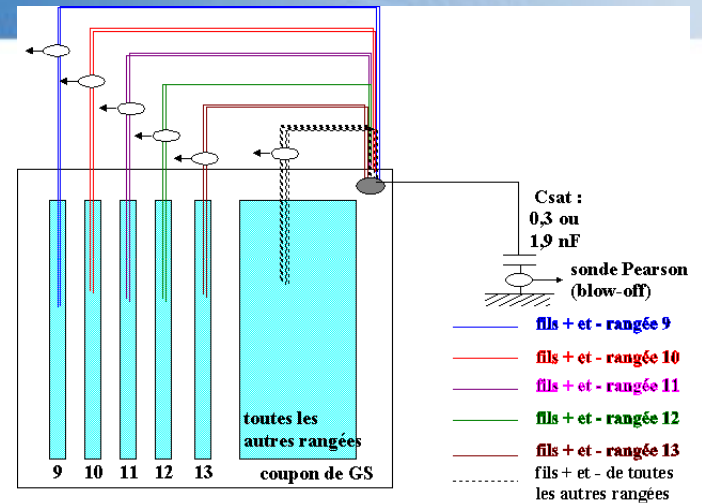 Csat :
0,3 ou
1,9 nF
sonde Pearson
(blow-off)
fils + et - rangée 9
fils + et - rangée 10
fils + et - rangée 11
fils + et - rangée 12
fils + et - rangée 13
fils + et - de toutes
les autres rangées
toutes les
autres rangées
9 10 11 12 13 coupon de GS